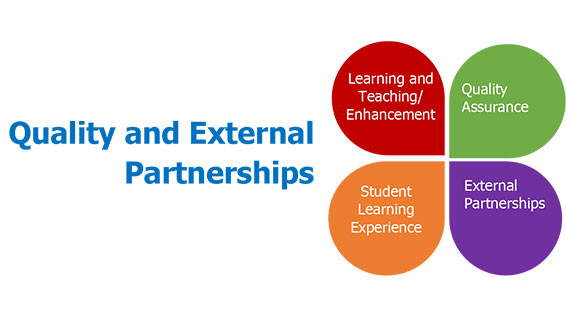 Quality and External
Partnerships
Learning and
Teaching/
Enhancement
Quality
Assurance
Student
Learning
Experience
External
Partnerships